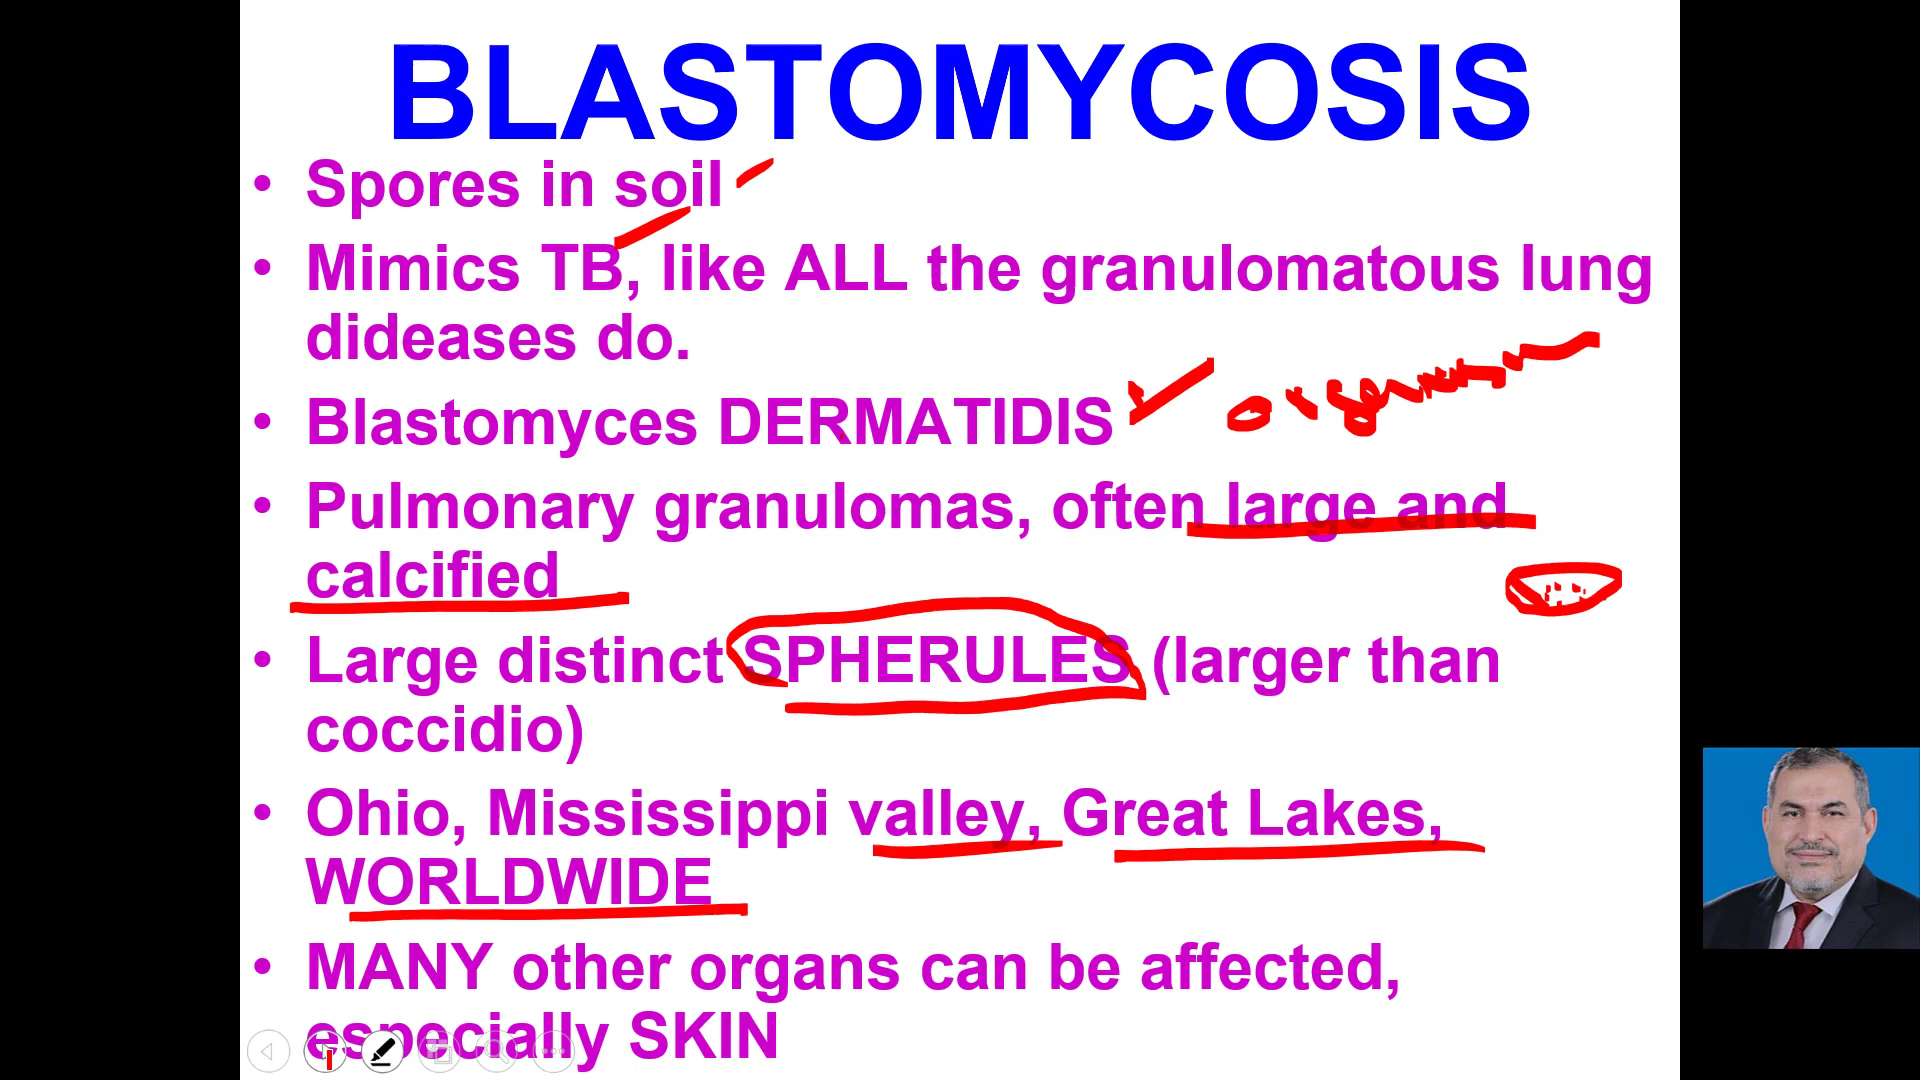 BLASTOMYCOSIS
• Spores in soil
• Mimics TB, like ALL the granulomatous lung
dideases do.
• Blastomyces DERMATIDIS
• Pulmonary granulomas, often large and
calcified
• Large distinct SPHERULES (larger than
coccidio)
• Ohio, Mississippi valley, Great Lakes,
WORLDWIDE
• MANY other organs can be affected,
especially SKIN